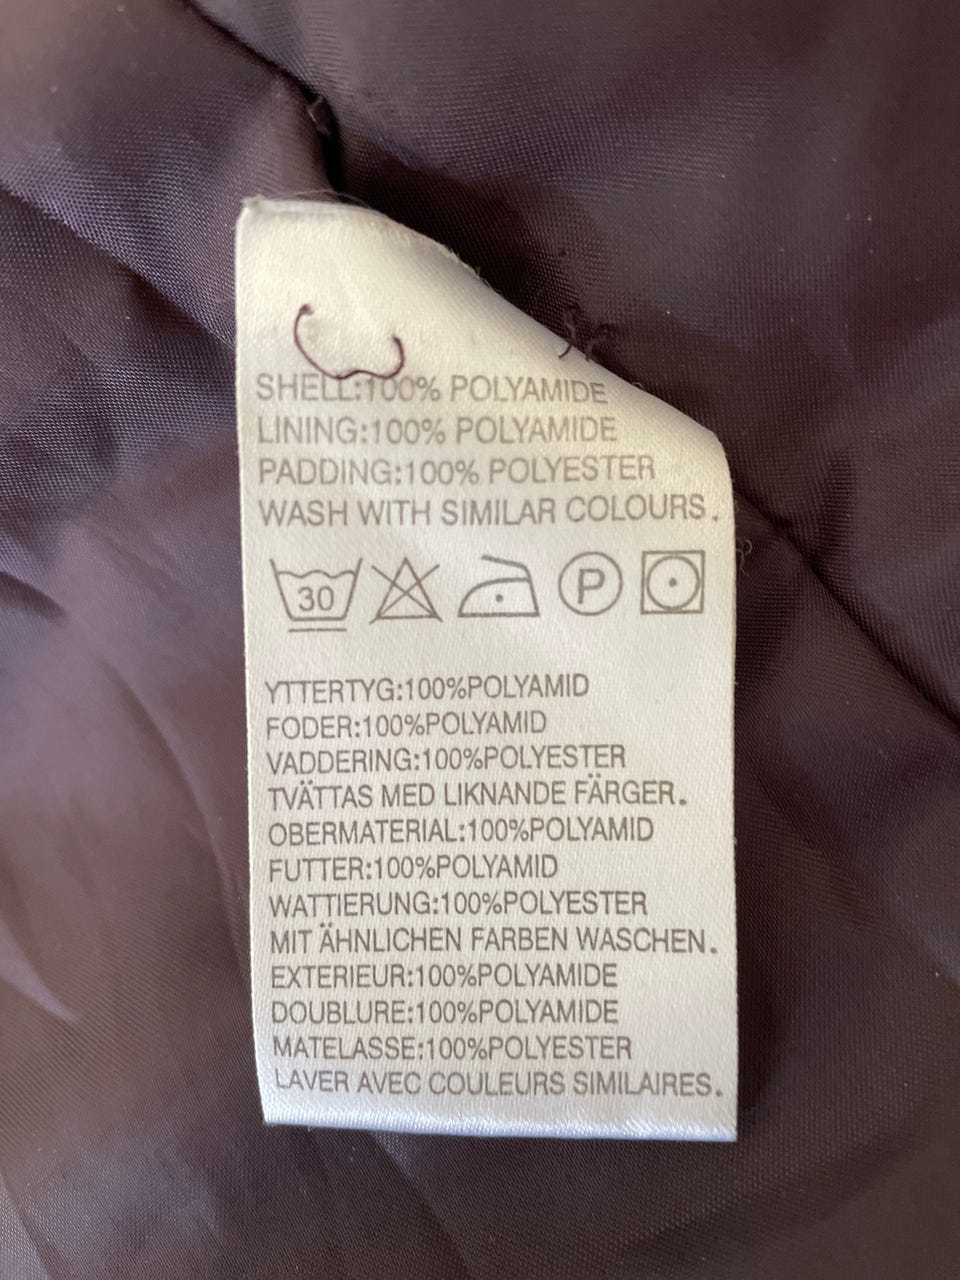 SHELL:100% POLYAMIDE
LINING:100% POLYAMIDE
PADDING:100% POLYESTER
WASH WITH SIMILAR COLOURS.
30 P
YTTERTYG:100%POLYAMID
FODER:100%POLYAMID
VADDERING:100%POLYESTER
TVÄTTAS MED LIKNANDE FÄRGER.
OBERMATERIAL:100%POLYAMID
FUTTER:100%POLYAMID
WATTIERUNG:100%POLYESTER
MIT ÄHNLICHEN FARBEN WASCHEN.
EXTERIEUR:100%POLYAMIDE
DOUBLURE:100%POLYAMIDE
MATELASSE:100%POLYESTER
LAVER AVEC COULEURS SIMILAIRES.